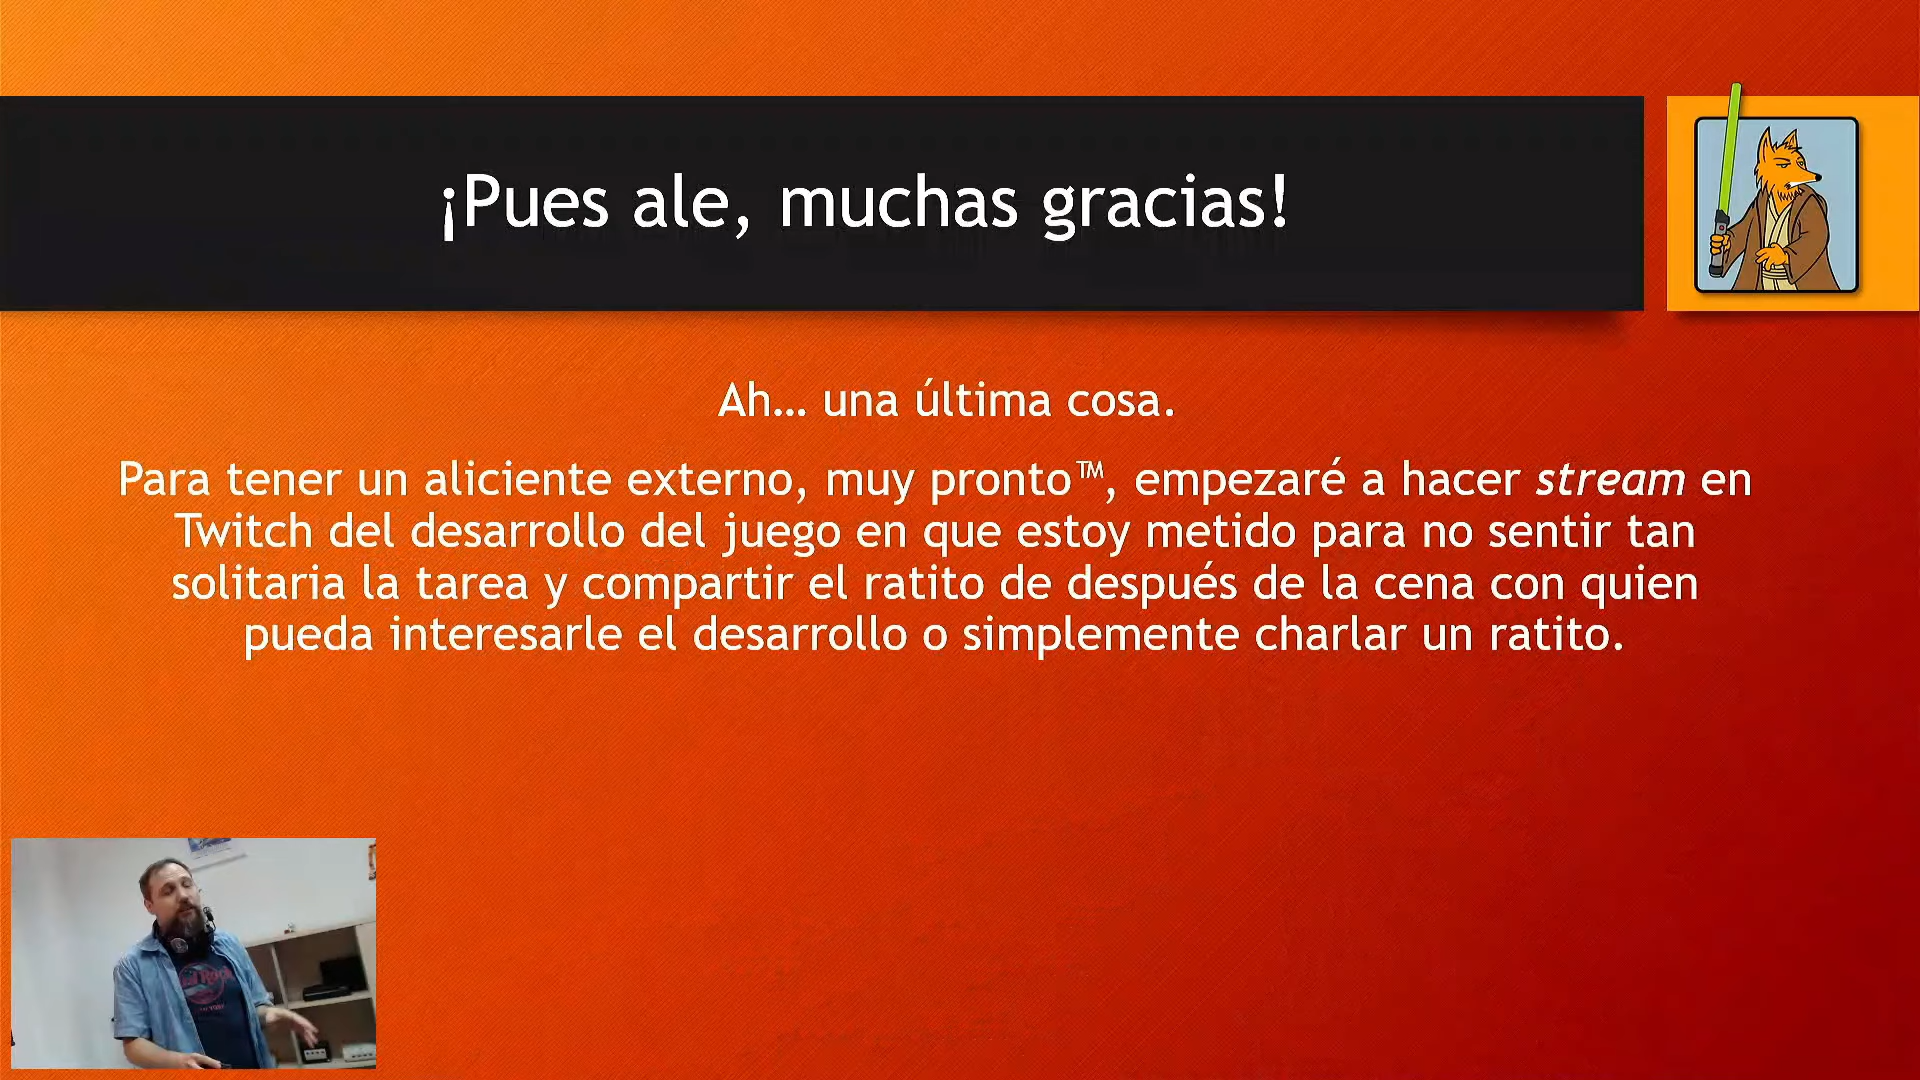 ¡Pues ale, muchas gracias!
Ah... una última cosa.
Para tener un aliciente externo, muy pronto™, empezaré a hacer stream en
Twitch del desarrollo del juego en que estoy metido para no sentir tan
solitaria la tarea y compartir el ratito de después de la cena con quien
pueda interesarle el desarrollo o simplemente charlar un ratito.